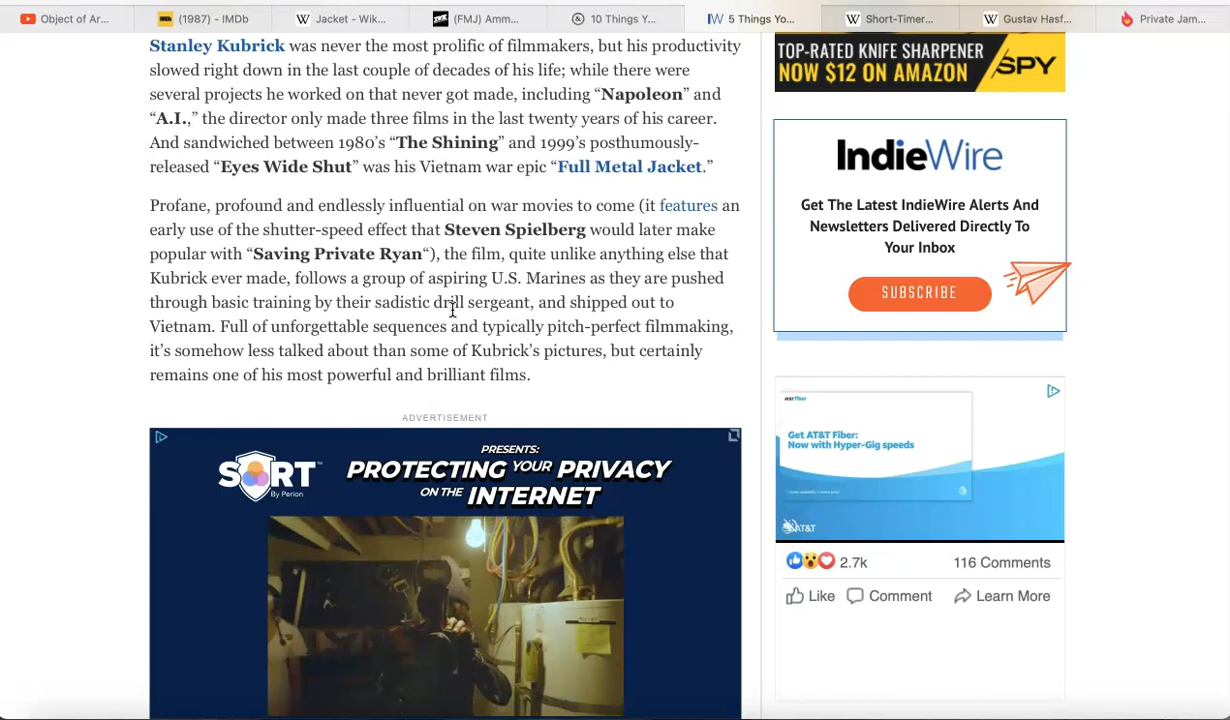 Object of Ar...
(1987) - IMDb
Jacket - Wik...
(FMJ) Amm...
10 Things Y...
5 Things Yo...
Short-Timer...
Gustav Hasf...
Private Jam...
Stanley Kubrick was never the most prolific of filmmakers, but his productivity
slowed right down in the last couple of decades of his life; while there were
several projects he worked on that never got made, including “Napoleon” and
“A.I.,” the director only made three films in the last twenty years of his career.
And sandwiched between 1980’s “The Shining” and 1999’s posthumously-
released “Eyes Wide Shut” was his Vietnam war epic “Full Metal Jacket.”
Profane, profound and endlessly influential on war movies to come (it features an
early use of the shutter-speed effect that Steven Spielberg would later make
popular with “Saving Private Ryan“), the film, quite unlike anything else that
Kubrick ever made, follows a group of aspiring U.S. Marines as they are pushed
through basic training by their sadistic drill sergeant, and shipped out to
Vietnam. Full of unforgettable sequences and typically pitch-perfect filmmaking,
it’s somehow less talked about than some of Kubrick’s pictures, but certainly
remains one of his most powerful and brilliant films.
ADVERTISEMENT
SORT
By Perion
PRESENTS:
PROTECTING YOUR PRIVACY
ON THE INTERNET
TOP-RATED KNIFE SHARPENER
NOW $12 ON AMAZON
SPY
IndieWire
Get The Latest IndieWire Alerts And
Newsletters Delivered Directly To
Your Inbox
SUBSCRIBE
AT&T Fiber
Get AT&T Fiber:
Now with Hyper-Gig speeds
AT&T
2.7k
116 Comments
Like
Comment
Learn More